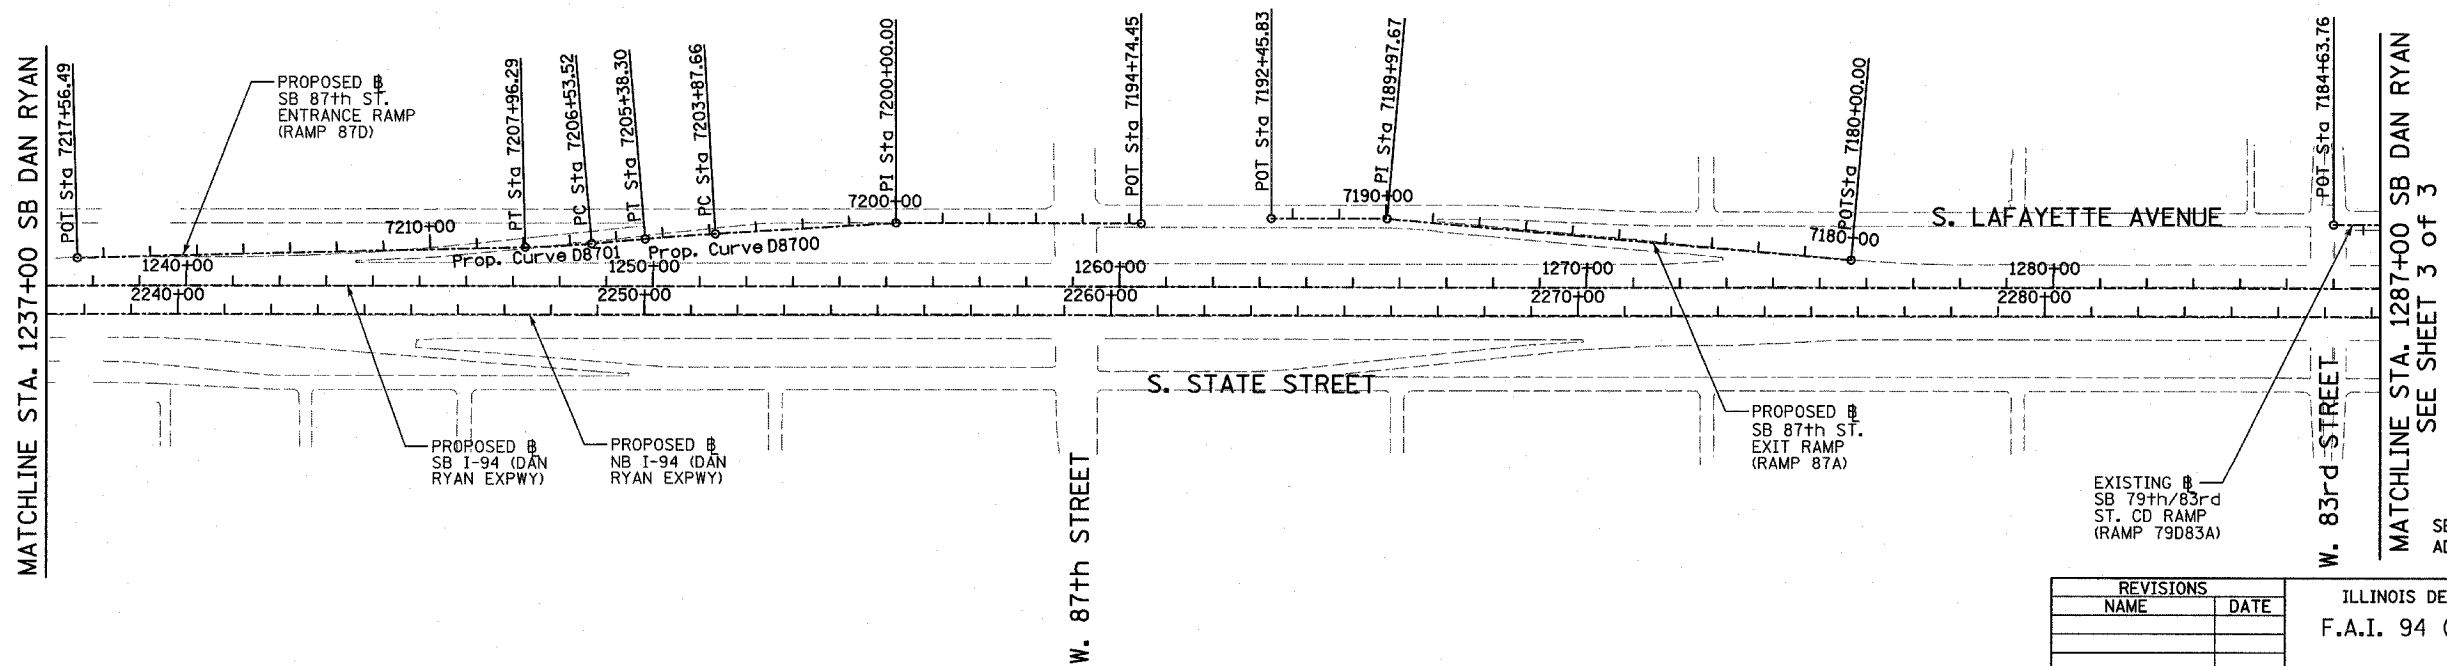 MATCHLINE STA. 1237+00 SB DAN RYAN
POT Sta 7217+56.49
PROPOSED ℄
SB 87th ST.
ENTRANCE RAMP
(RAMP 87D)
PT Sta 7207+96.29
PC Sta 7206+53.52
PT Sta 7205+38.30
PC Sta 7203+87.66
PI Sta 7200+00.00
POT Sta 7194+74.45
POT Sta 7192+45.83
PI Sta 7189+97.67
POT Sta 7180+00.00
POT Sta 7184+63.76
7210+00
7200+00
7190+00
7180+00
S. LAFAYETTE AVENUE
Prop. Curve D8701
Prop. Curve D8700
1240+00
1250+00
1260+00
1270+00
1280+00
2240+00
2250+00
2260+00
2270+00
2280+00
S. STATE STREET
PROPOSED ℄
SB I-94 (DAN
RYAN EXPWY)
PROPOSED ℄
NB I-94 (DAN
RYAN EXPWY)
W. 87th STREET
PROPOSED ℄
SB 87th ST.
EXIT RAMP
(RAMP 87A)
EXISTING ℄
SB 79th/83rd
ST. CD RAMP
(RAMP 79D83A)
W. 83rd STREET
MATCHLINE STA. 1287+00 SB DAN RYAN
SEE SHEET 3 of 3
REVISIONS
NAME DATE
ILLINOIS DE
F.A.I. 94 (